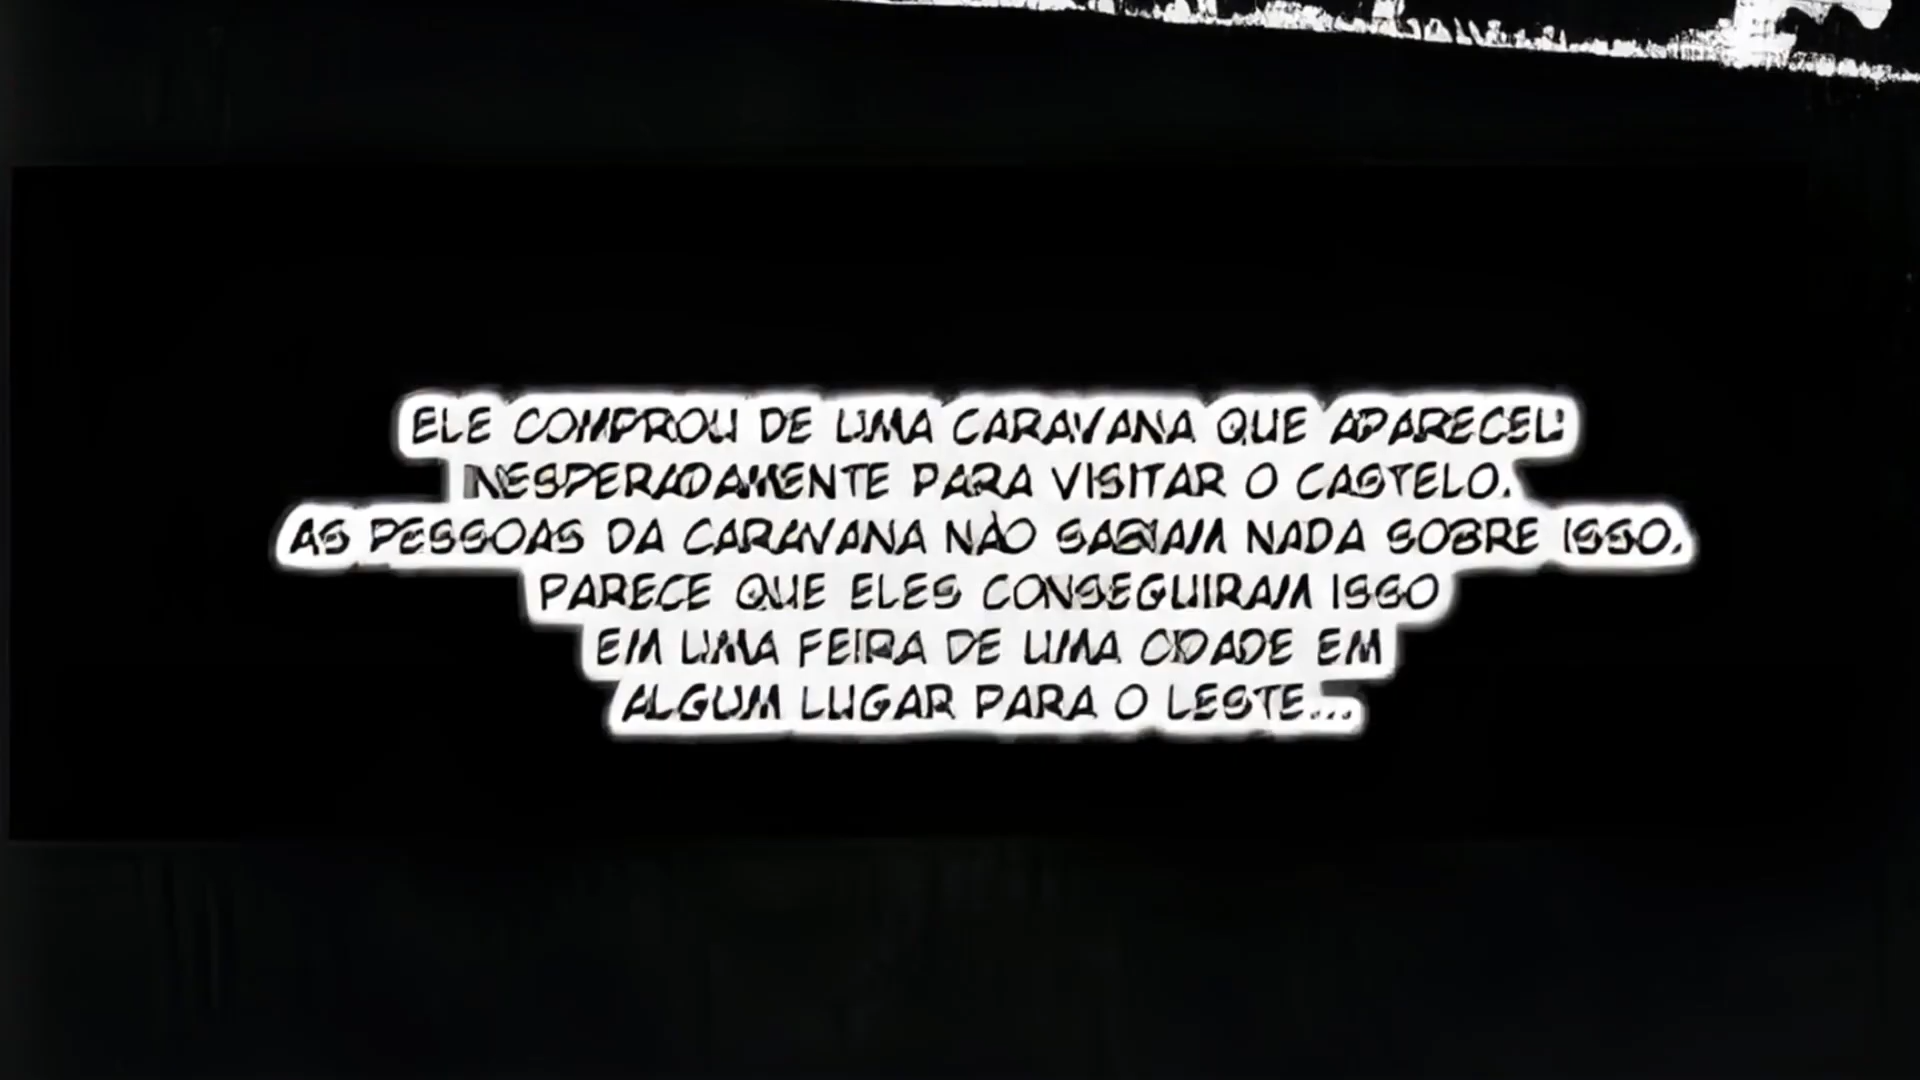 ELE COMPROU DE UMA CARAVANA QUE APARECEU
INESPERADAMENTE PARA VISITAR O CASTELO.
AS PESSOAS DA CARAVANA NÃO SABIAM NADA SOBRE ISSO.
PARECE QUE ELES CONSEGUIRAM ISSO
EM UMA FEIRA DE UMA CIDADE EM
ALGUM LUGAR PARA O LESTE...